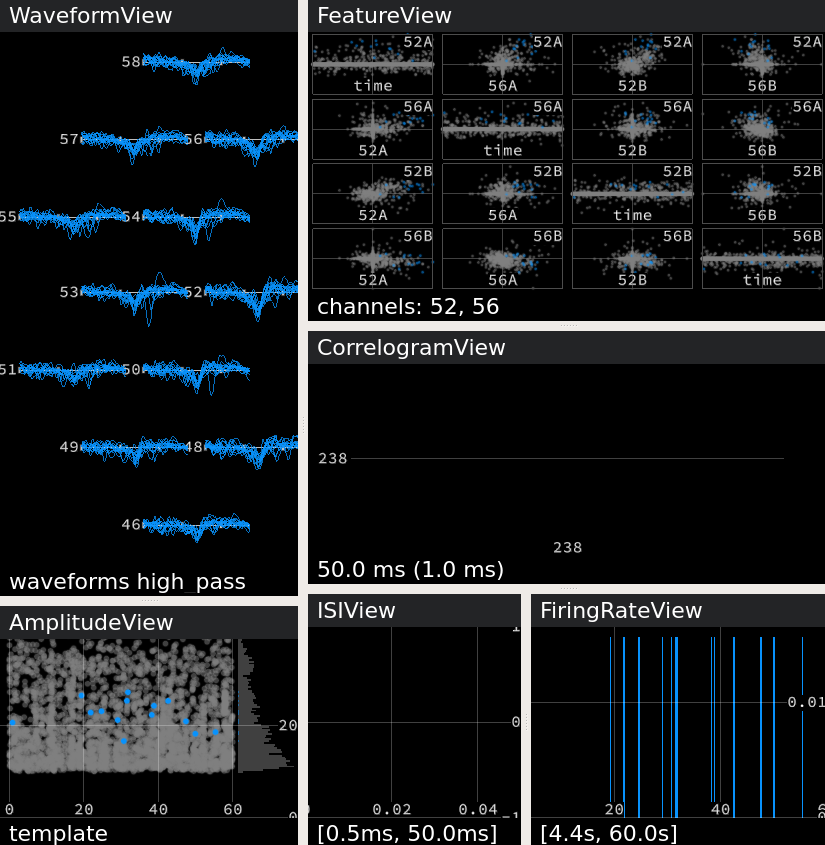 WaveformView
58
57 56
55 54
53 52
51 50
49 48
46
waveforms high_pass
FeatureView
52A 52A 52A 52A
time 56A 52B 56B
56A 56A 56A 56A
52A time 52B 56B
52B 52B 52B 52B
52A 56A time 56B
56B 56B 56B 56B
52A 56A 52B time
channels: 52, 56
CorrelogramView
238
238
50.0 ms (1.0 ms)
AmplitudeView
20
0 20 40 60
0
template
ISIView
1
0
0.02 0.04
-1
[0.5ms, 50.0ms]
FiringRateView
0.01
20 40 6
[4.4s, 60.0s]